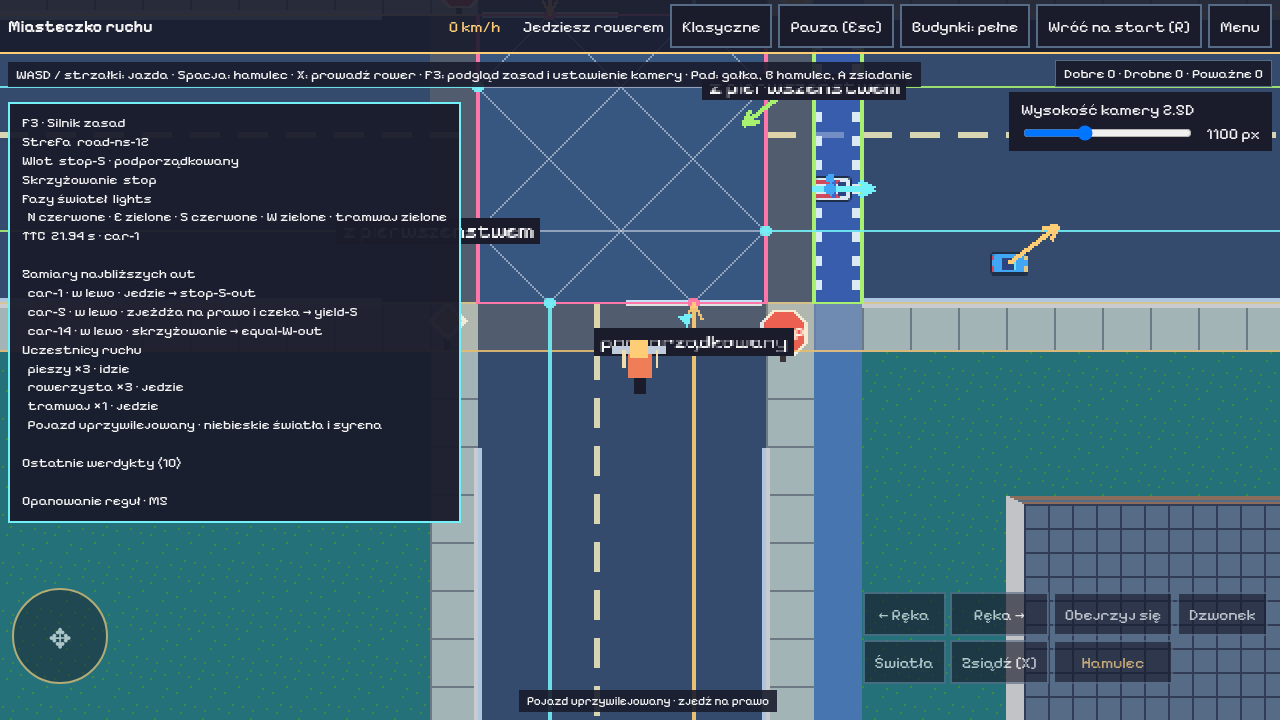 Miasteczko ruchu
0 km/h
Jedziesz rowerem
Klasyczne
Pauza (Esc)
Budynki: pełne
Wróć na start (R)
Menu
WASD / strzałki: jazda · Spacja: hamulec · X: prowadź rower · F3: podgląd zasad i ustawienie kamery · Pad: gałka, B hamulec, A zsiadanie
Dobre 0 · Drobne 0 · Poważne 0
z pierwszeństwem
Wysokość kamery 2.5D
1100 px
F3 · Silnik zasad
Strefa road-ns-12
Wlot stop-S · podporządkowany
Skrzyżowanie stop
Fazy świateł lights
N czerwone · E zielone · S czerwone · W zielone · tramwaj zielone
TTC 21.94 s · car-1
z pierwszeństwem
Zamiary najbliższych aut
car-1 · w lewo · jedzie → stop-S-out
car-5 · w lewo · zjeżdża na prawo i czeka → yield-S
car-14 · w lewo · skrzyżowanie → equal-W-out
Uczestnicy ruchu
pieszy ×3 · idzie
rowerzysta ×3 · jedzie
tramwaj ×1 · jedzie
Pojazd uprzywilejowany · niebieskie światła i syrena
Ostatnie werdykty (10)
Opanowanie reguł · M5
podporządkowany
← Ręka
Ręka →
Obejrzyj się
Dzwonek
Światła
Zsiądź (X)
Hamulec
Pojazd uprzywilejowany · zjedź na prawo